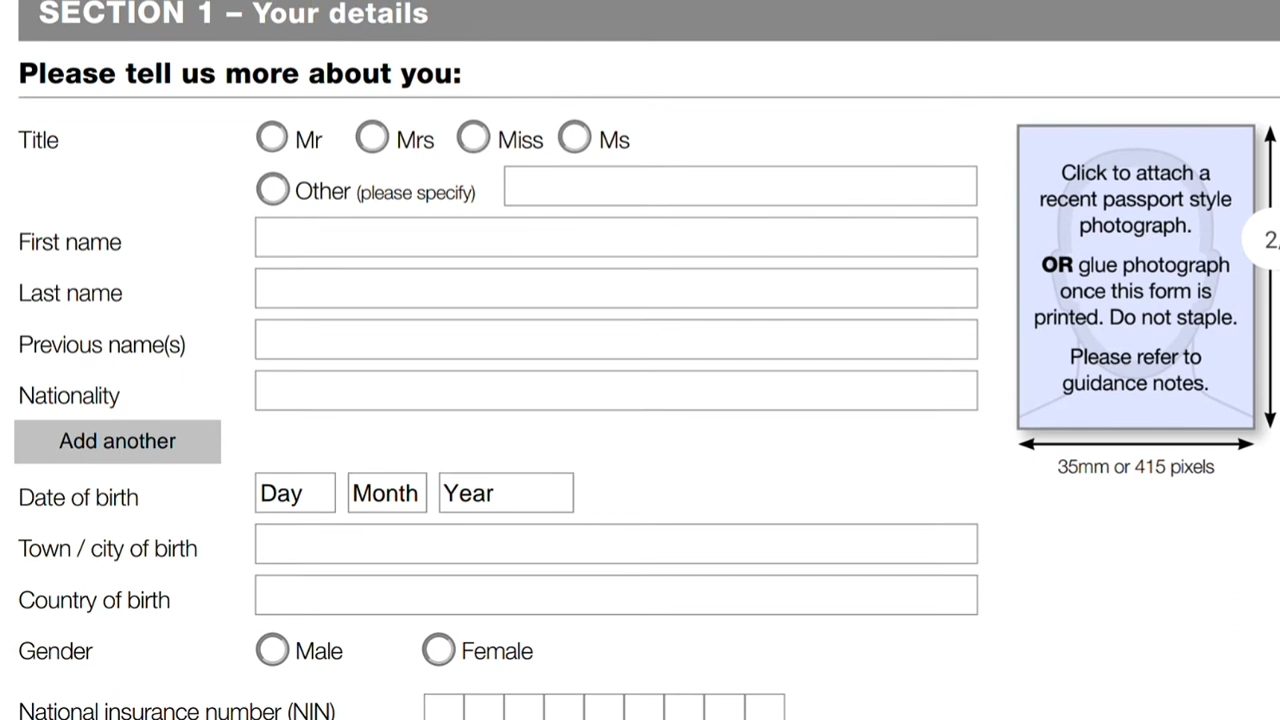 SECTION 1 – Your details
Please tell us more about you:
Title
Mr
Mrs
Miss
Ms
Other (please specify)
First name
Last name
Previous name(s)
Nationality
Add another
Date of birth
Day
Month
Year
Town / city of birth
Country of birth
Gender
Male
Female
National insurance number (NIN)
Click to attach a
recent passport style
photograph.
OR glue photograph
once this form is
printed. Do not staple.
Please refer to
guidance notes.
35mm or 415 pixels
2